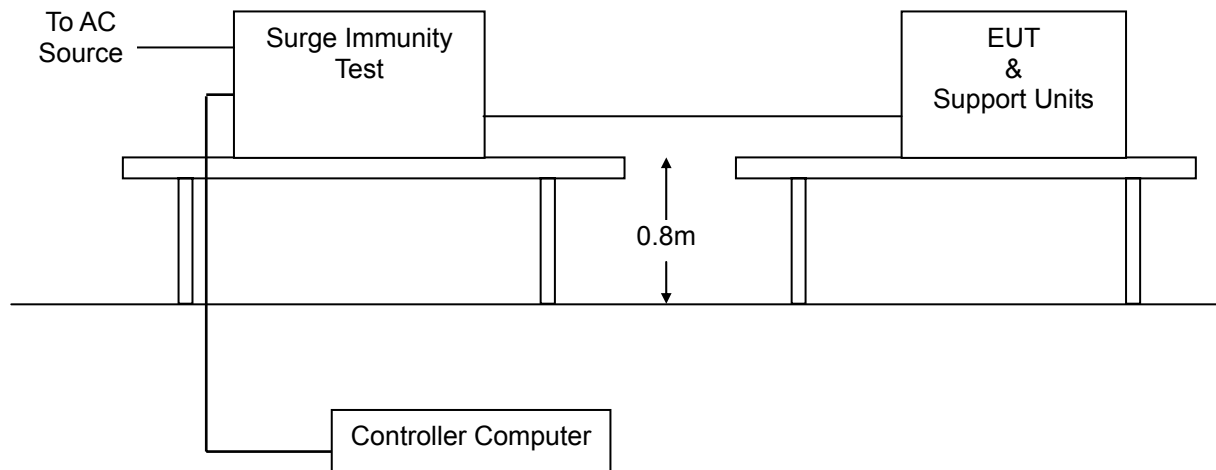 To AC
Source
Surge Immunity
Test
EUT
&
Support Units
0.8m
Controller Computer